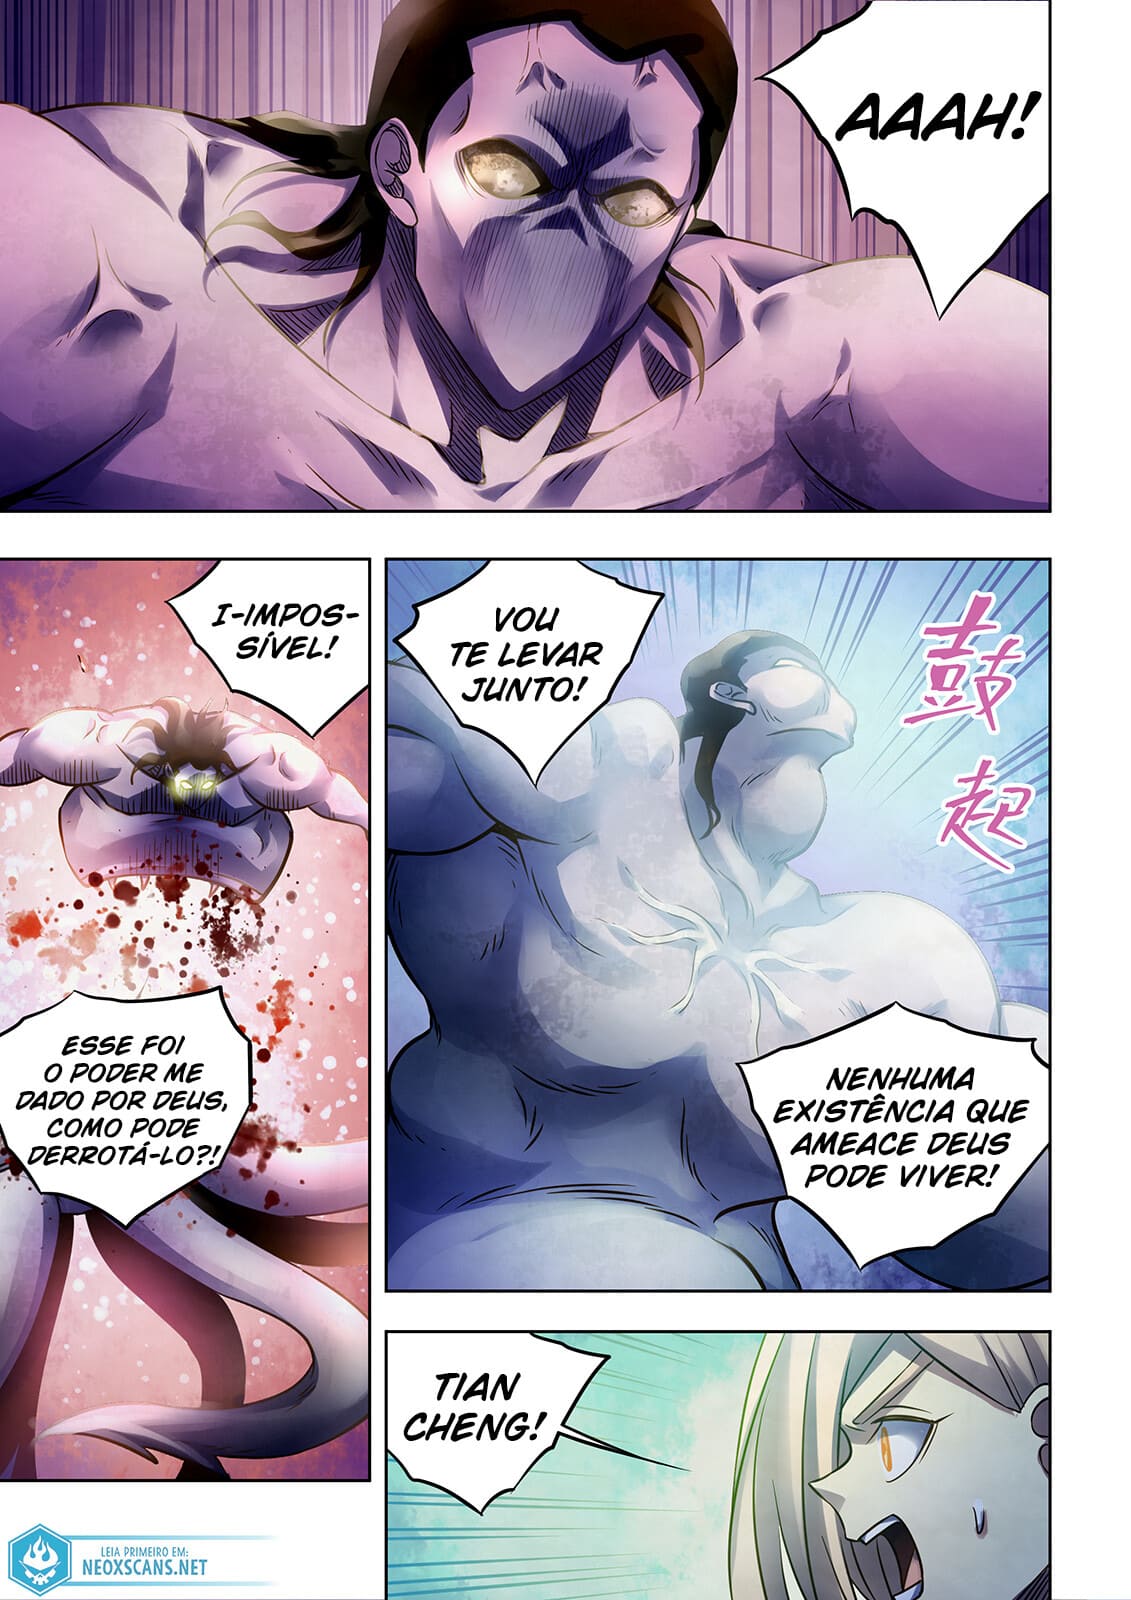 AAAH!
I-IMPOS-
SÍVEL!
ESSE FOI
O PODER ME
DADO POR DEUS,
COMO PODE
DERROTÁ-LO?!
VOU
TE LEVAR
JUNTO!
鼓
起
NENHUMA
EXISTÊNCIA QUE
AMEACE DEUS
PODE VIVER!
TIAN
CHENG!
LEIA PRIMEIRO EM:
NEOXSCANS.NET